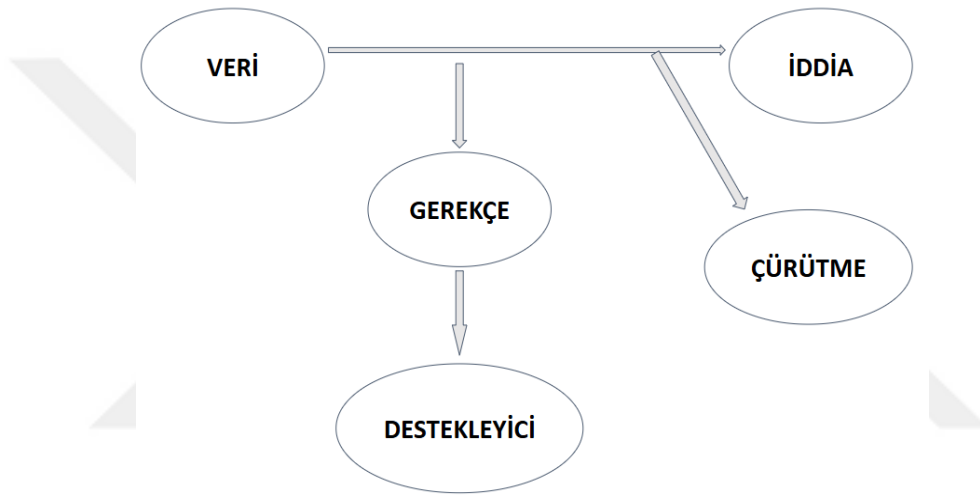 VERİ
İDDİA
GEREKÇE
ÇÜRÜTME
DESTEKLEYİCİ